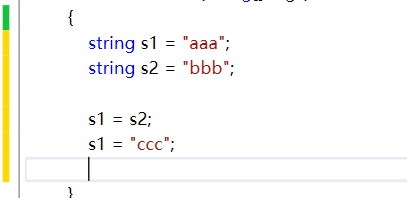 {
string s1 = "aaa";
string s2 = "bbb";
s1 = s2;
s1 = "ccc";
}